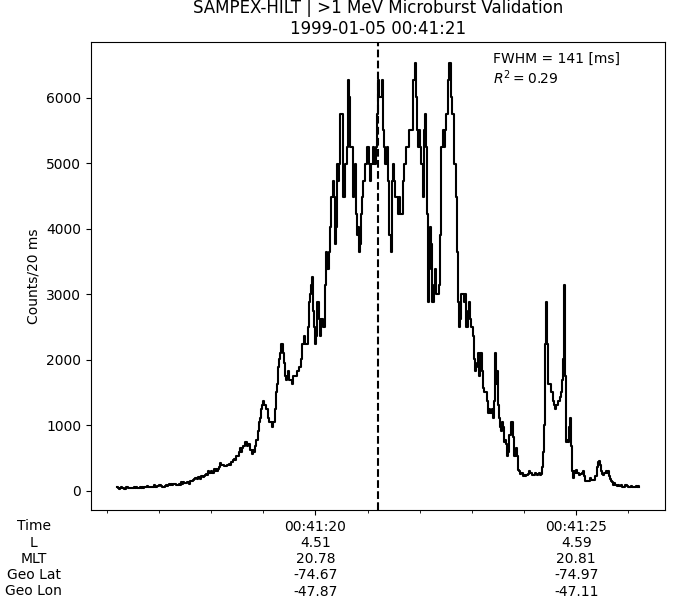 SAMPEX-HILT | >1 MeV Microburst Validation
1999-01-05 00:41:21
FWHM = 141 [ms]
R² = 0.29
Counts/20 ms
6000
5000
4000
3000
2000
1000
0
Time 00:41:20 00:41:25
L 4.51 4.59
MLT 20.78 20.81
Geo Lat -74.67 -74.97
Geo Lon -47.87 -47.11